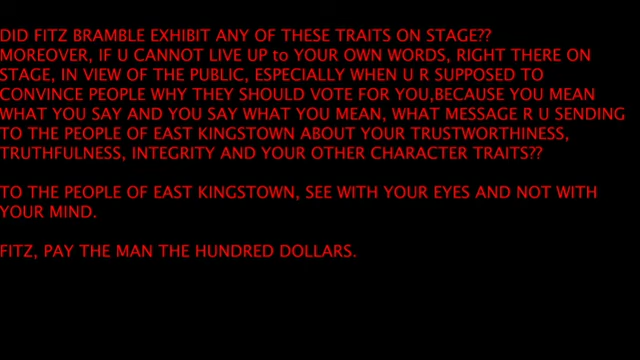 DID FITZ BRAMBLE EXHIBIT ANY OF THESE TRAITS ON STAGE??
MOREOVER, IF U CANNOT LIVE UP to YOUR OWN WORDS, RIGHT THERE ON
STAGE, IN VIEW OF THE PUBLIC, ESPECIALLY WHEN U R SUPPOSED TO
CONVINCE PEOPLE WHY THEY SHOULD VOTE FOR YOU,BECAUSE YOU MEAN
WHAT YOU SAY AND YOU SAY WHAT YOU MEAN, WHAT MESSAGE R U SENDING
TO THE PEOPLE OF EAST KINGSTOWN ABOUT YOUR TRUSTWORTHINESS,
TRUTHFULNESS, INTEGRITY AND YOUR OTHER CHARACTER TRAITS??
TO THE PEOPLE OF EAST KINGSTOWN, SEE WITH YOUR EYES AND NOT WITH
YOUR MIND.
FITZ, PAY THE MAN THE HUNDRED DOLLARS.